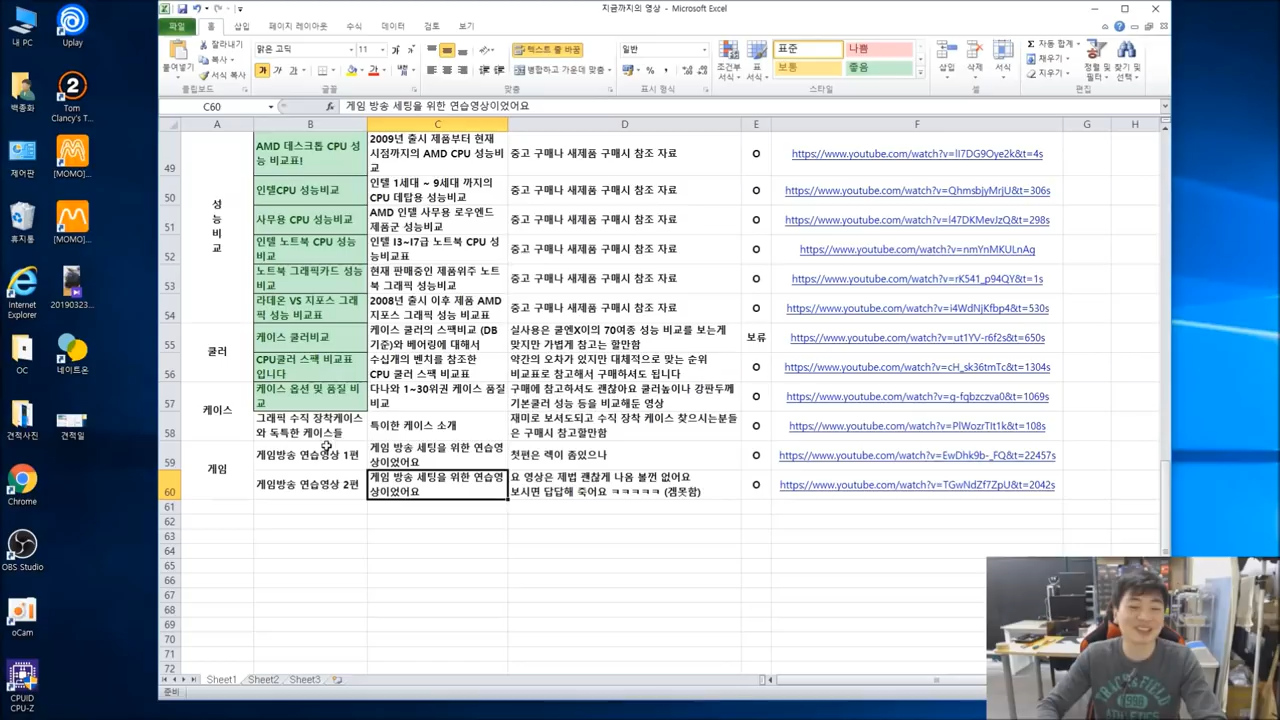 내 PC
Uplay
백종화
Tom
Clancy's T...
제어판
[MOMO]...
휴지통
[MOMO]...
Internet
Explorer
20190323...
OC
네이트온
견적사진
견적일
Chrome
OBS Studio
oCam
CPUID
CPU-Z
지금까지의 영상 - Microsoft Excel
파일 홈 삽입 페이지 레이아웃 수식 데이터 검토 보기
붙여넣기
잘라내기
복사
서식 복사
클립보드
맑은 고딕 11
가 가 가
글꼴
텍스트 줄 바꿈
병합하고 가운데 맞춤
맞춤
일반
표시 형식
조건부
서식
표
서식
표준 나쁨
보통 좋음
스타일
삽입 삭제 서식
셀
자동 합계
채우기
지우기
정렬 및
필터
찾기 및
선택
편집
C60 fx 게임 방송 세팅을 위한 연습영상이었어요
A B C D E F G H
49
성
능
비
교
AMD 데스크톱 CPU 성
능 비교표!
2009년 출시 제품부터 현재
시점까지의 AMD CPU 성능비
교
중고 구매나 새제품 구매시 참조 자료 O https://www.youtube.com/watch?v=lI7DG9Oye2k&t=4s
50 인텔CPU 성능비교
인텔 1세대 ~ 9세대 까지의
CPU 데탑용 성능비교
중고 구매나 새제품 구매시 참조 자료 O https://www.youtube.com/watch?v=QhmsbjyMrjU&t=306s
51 사무용 CPU 성능비교
AMD 인텔 사무용 로우엔드
제품군 성능비교
중고 구매나 새제품 구매시 참조 자료 O https://www.youtube.com/watch?v=l47DKMevJzQ&t=298s
52
인텔 노트북 CPU 성능
비교
인텔 I3~I7급 노트북 CPU 성
능 비교표
중고 구매나 새제품 구매시 참조 자료 O https://www.youtube.com/watch?v=nmYnMKULnAq
53
노트북 그래픽카드 성능
비교
현재 판매중인 제품위주 노트
북 그래픽 성능비교
중고 구매나 새제품 구매시 참조 자료 O https://www.youtube.com/watch?v=rK541_p94QY&t=1s
54
라데온 VS 지포스 그래
픽 성능 비교표
2008년 출시 이후 제품 AMD
지포스 그래픽 성능비교표
중고 구매나 새제품 구매시 참조 자료 O https://www.youtube.com/watch?v=i4WdNjKfbp4&t=530s
55
쿨러
케이스 쿨러비교
케이스 쿨러의 스팩비교 (DB
기준)와 베어링에 대해서
실사용은 쿨엔X이의 70여종 성능 비교를 보는게
맞지만 가볍게 참고는 할만함
보류 https://www.youtube.com/watch?v=ut1YV-r6f2s&t=650s
56
CPU쿨러 스팩 비교표
입니다
수십개의 벤치를 참조한
CPU 쿨러 스팩 비교표
약간의 오차가 있지만 대체적으로 맞는 순위
비교표로 참고해서 구매하셔도 됩니다.
O https://www.youtube.com/watch?v=cH_sk36tmTc&t=1304s
57
케이스
케이스 옵션 및 품질 비
교
다나와 1~30위권 케이스 품질
비교
구매에 참고하셔도 괜찮아요 쿨러높이나 강판두께
기본쿨러 성능 등을 비교해둔 영상
O https://www.youtube.com/watch?v=q-fqbzczva0&t=1069s
58
그래픽 수직 장착케이스
와 독특한 케이스들
특이한 케이스 소개
재미로 보셔도되고 수직 장착 케이스 찾으시는분들
은 구매시 참고할만함
O https://www.youtube.com/watch?v=PlWozrTIt1k&t=108s
59
게임
게임방송 연습영상 1편
게임 방송 세팅을 위한 연습영
상이었어요
첫편은 랙이 좀있으나 O https://www.youtube.com/watch?v=EwDhk9b-_FQ&t=22457s
60 게임방송 연습영상 2편
게임 방송 세팅을 위한 연습영
상이었어요
요 영상은 제법 괜찮게 나옴 볼껀 없어요
보시면 답답해 죽어요 ㅋㅋㅋㅋㅋ (겜못함)
O https://www.youtube.com/watch?v=TGwNdZf7ZpU&t=2042s
61
62
63
64
65
66
67
68
69
70
71
72
Sheet1 Sheet2 Sheet3
준비
TRACK & FIELD
1998
ATHLETICS